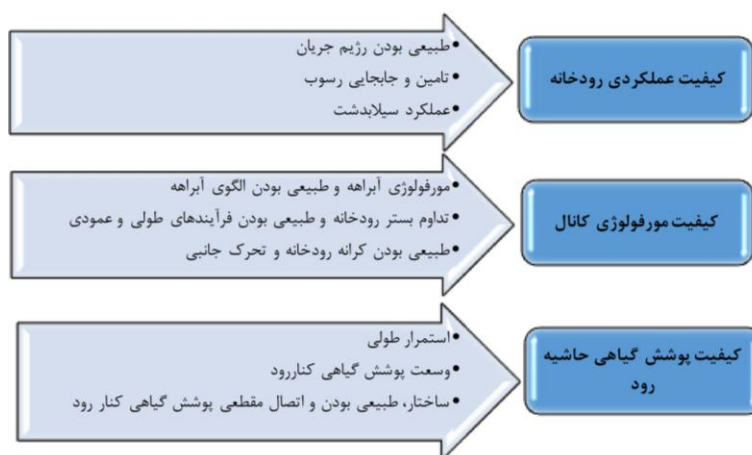 کیفیت عملکردی رودخانه
•طبیعی بودن رژیم جریان
•تامین و جابجایی رسوب
•عملکرد سیلابدشت
کیفیت مورفولوژی کانال
•مورفولوژی آبراهه و طبیعی بودن الگوی آبراهه
•تداوم بستر رودخانه و طبیعی بودن فرآیندهای طولی و عمودی
•طبیعی بودن کرانه رودخانه و تحرک جانبی
کیفیت پوشش گیاهی حاشیه
رود
•استمرار طولی
•وسعت پوشش گیاهی کناررود
•ساختار، طبیعی بودن و اتصال مقطعی پوشش گیاهی کنار رود